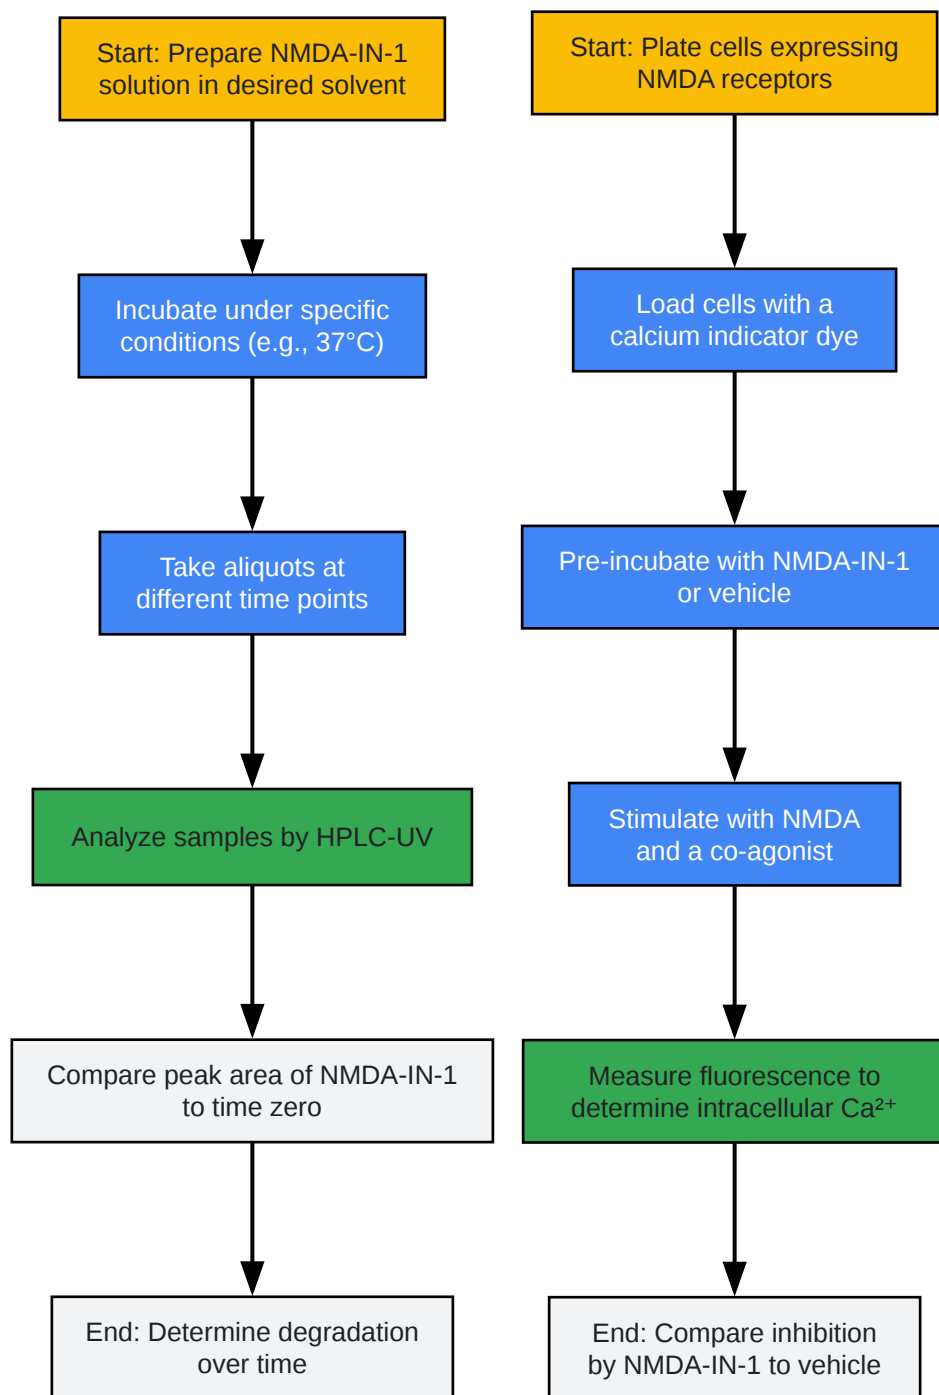 Start: Prepare NMDA-IN-1
solution in desired solvent
Incubate under specific
conditions (e.g., 37°C)
Take aliquots at
different time points
Analyze samples by HPLC-UV
Compare peak area of NMDA-IN-1
to time zero
End: Determine degradation
over time
Start: Plate cells expressing
NMDA receptors
Load cells with a
calcium indicator dye
Pre-incubate with NMDA-IN-1
or vehicle
Stimulate with NMDA
and a co-agonist
Measure fluorescence to
determine intracellular Ca²⁺
End: Compare inhibition
by NMDA-IN-1 to vehicle